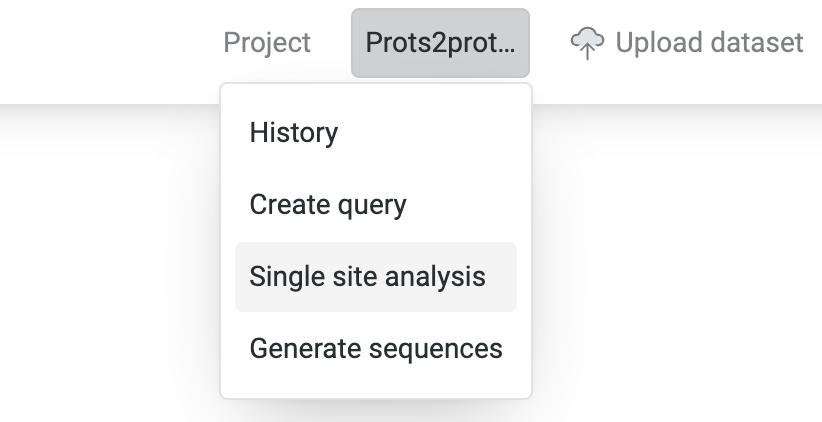 Project
Prots2prot...
Upload dataset
History
Create query
Single site analysis
Generate sequences